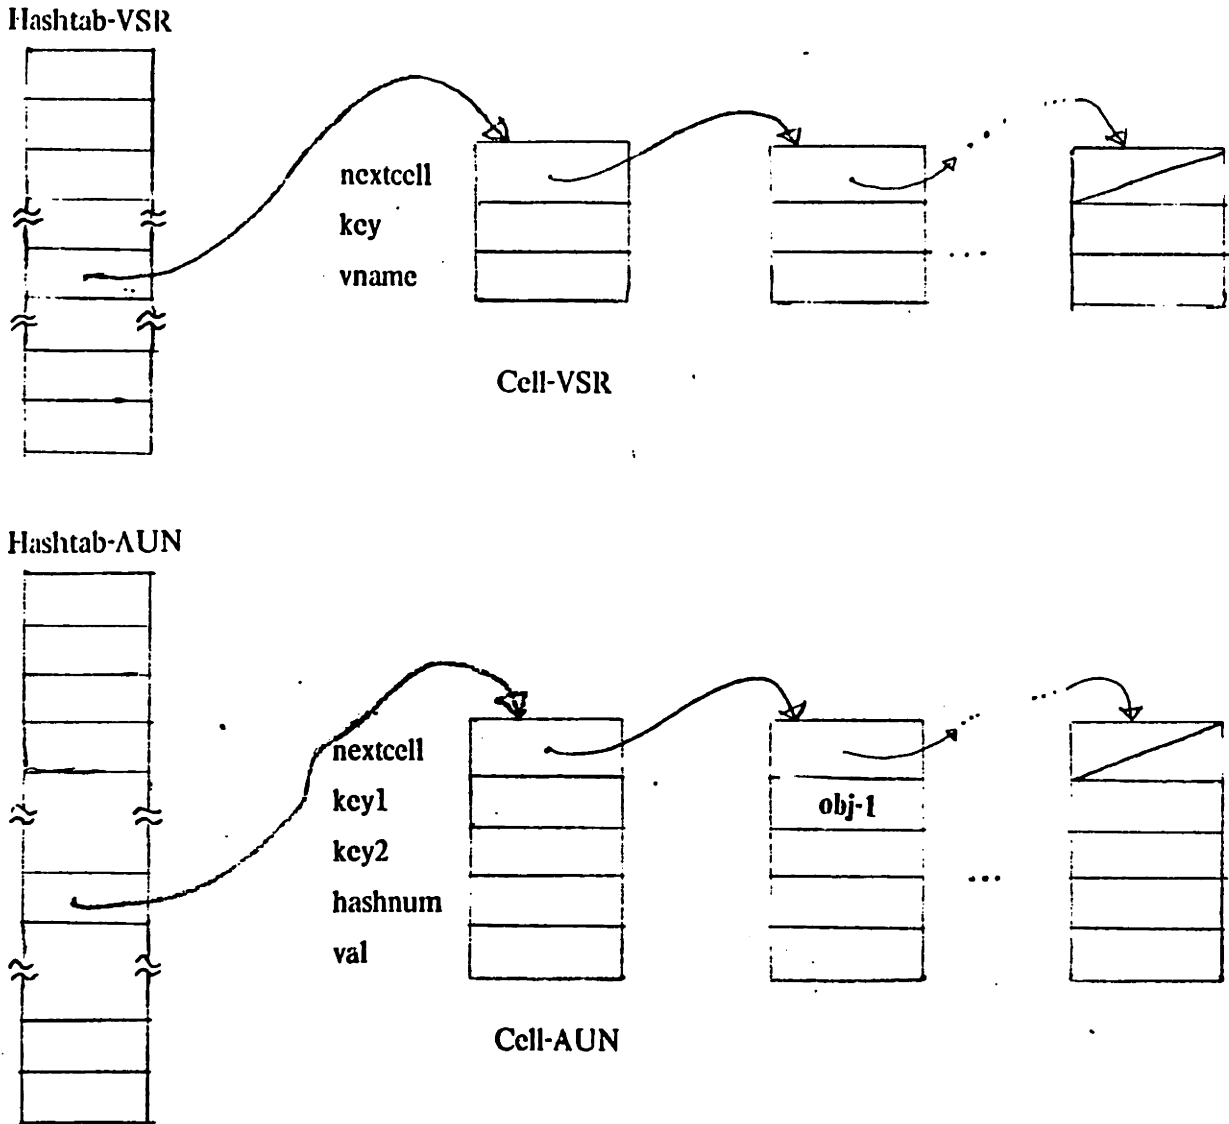 Hashtab-VSR
nextcell
key
vname
Cell-VSR
Hashtab-AUN
nextcell
key1
obj-1
key2
hashnum
val
Cell-AUN